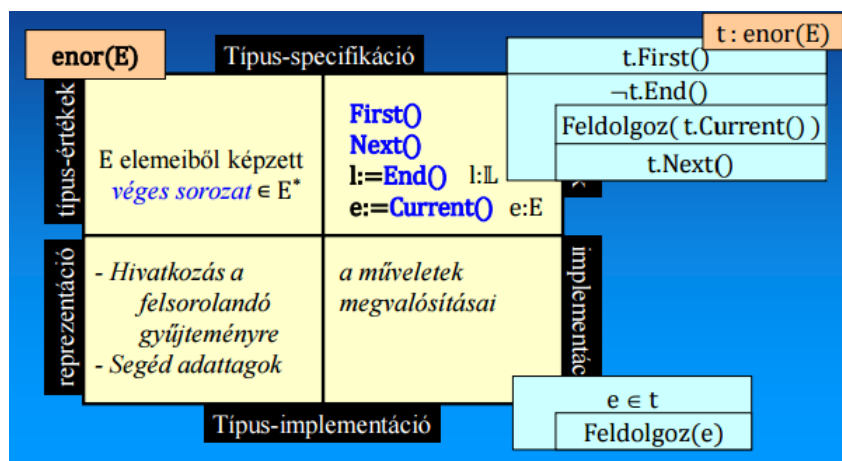 enor(E)
Típus-specifikáció
t : enor(E)
t.First()
¬t.End()
Feldolgoz( t.Current() )
t.Next()
típus-értékek
E elemeiből képzett
véges sorozat ∈ E*
First()
Next()
l:=End() l:𝕃
e:=Current() e:E
k
reprezentáció
- Hivatkozás a
felsorolandó
gyűjteményre
- Segéd adattagok
a műveletek
megvalósításai
implementác
Típus-implementáció
e ∈ t
Feldolgoz(e)